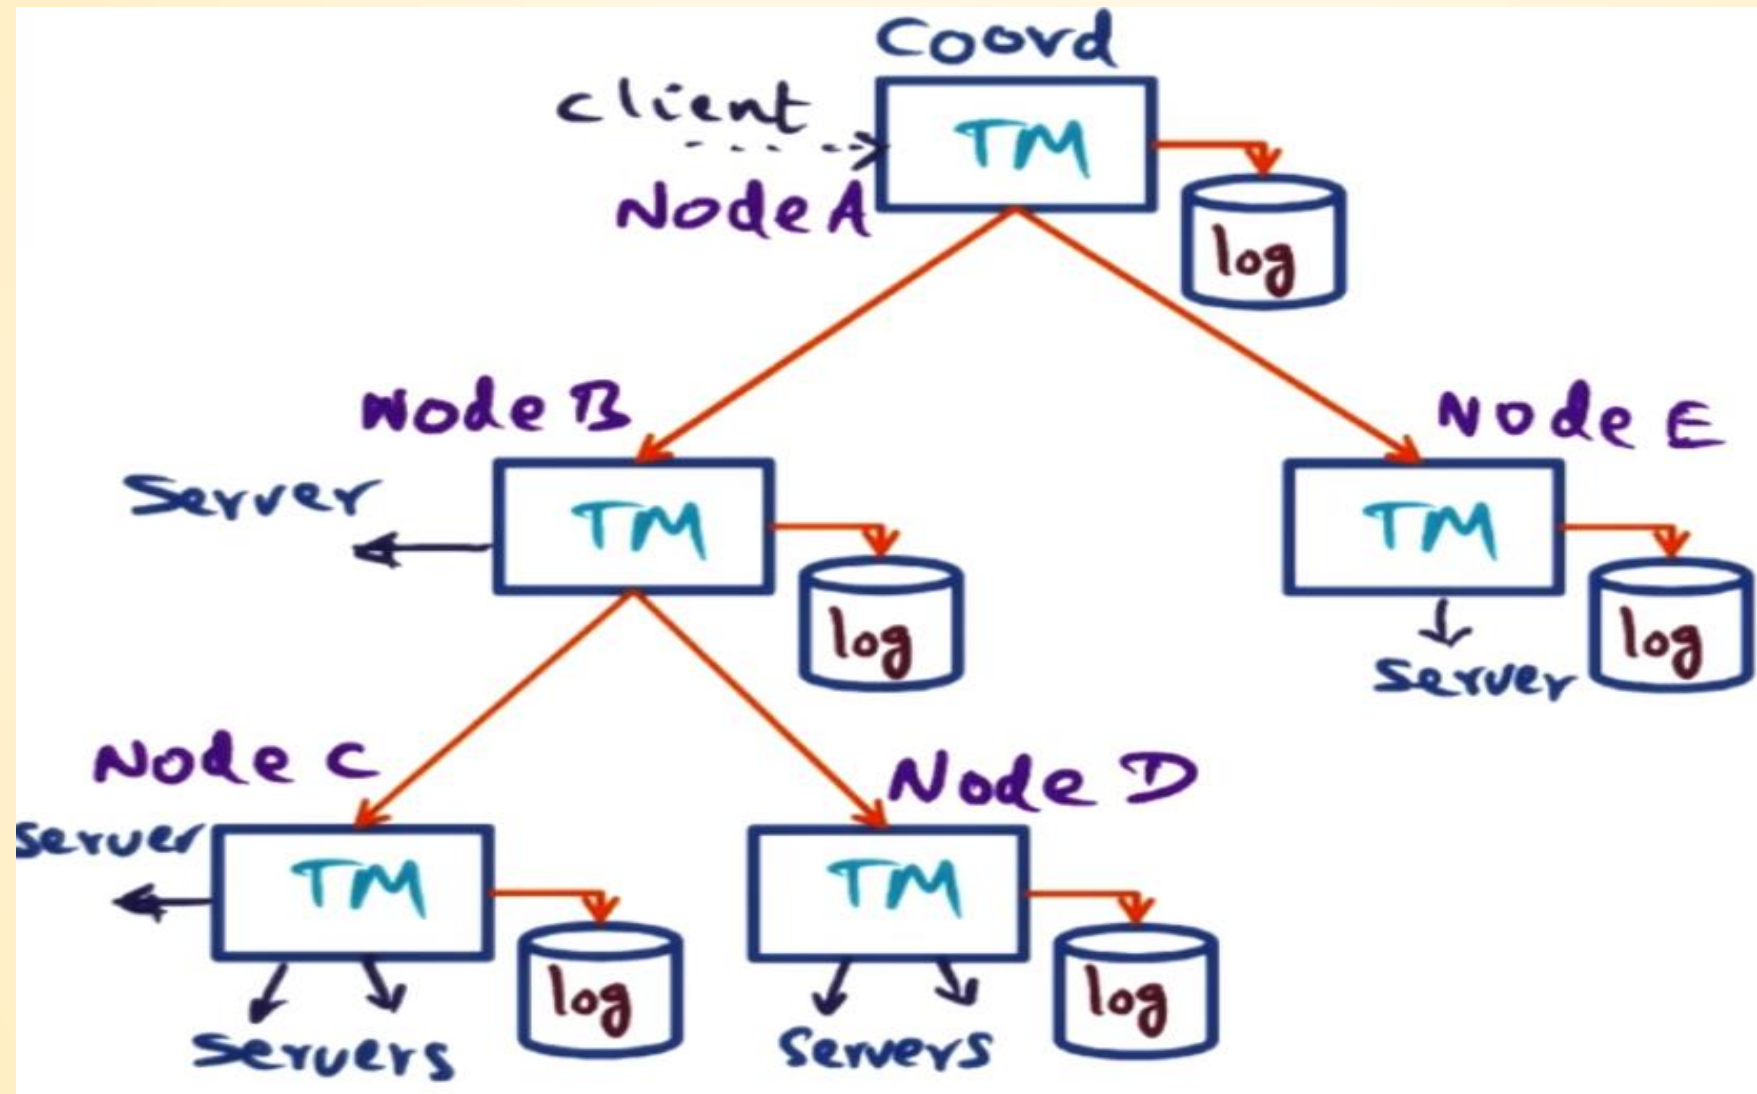 Coord
client
TM
Node A
log
Node B
Node E
Server
TM
TM
log
log
Server
Node C
Node D
Server
TM
TM
log
log
Servers
Servers